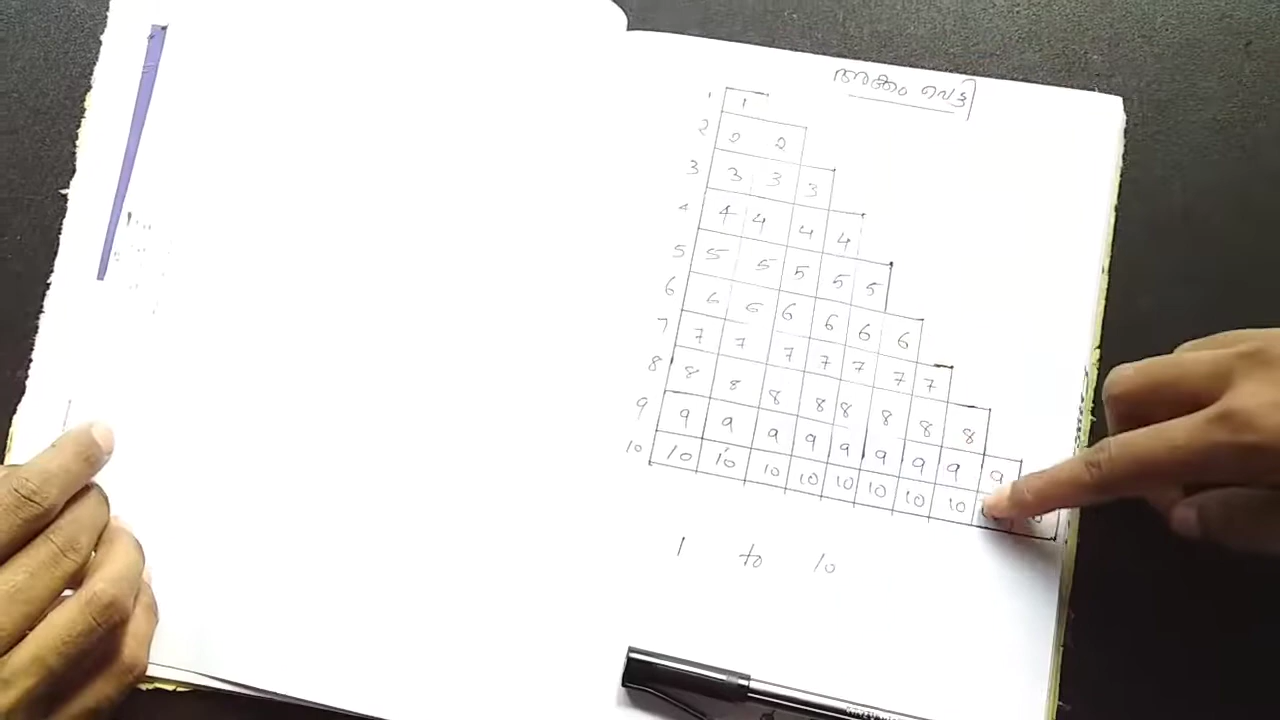 അക്കം വെട്ടി
1 1
2 2 2
3 3 3 3
4 4 4 4 4
5 5 5 5 5 5
6 6 6 6 6 6 6
7 7 7 7 7 7 7 7
8 8 8 8 8 8 8 8 8
9 9 9 9 9 9 9 9 9 9
10 10 10 10 10 10 10 10 10
1 to 10